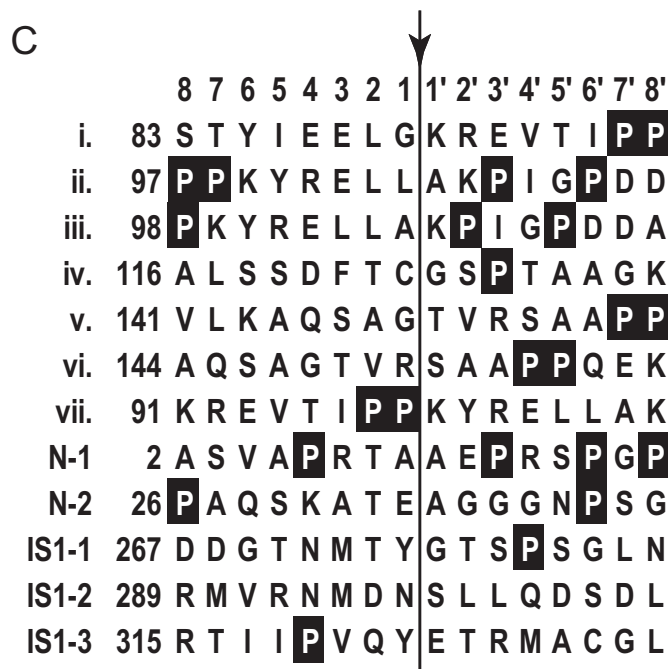 C
8 7 6 5 4 3 2 1 1' 2' 3' 4' 5' 6' 7' 8'
i. 83 S T Y I E E L G K R E V T I P P
ii. 97 P P K Y R E L L A K P I G P D D
iii. 98 P K Y R E L L A K P I G P D D A
iv. 116 A L S S D F T C G S P T A A G K
v. 141 V L K A Q S A G T V R S A A P P
vi. 144 A Q S A G T V R S A A P P Q E K
vii. 91 K R E V T I P P K Y R E L L A K
N-1 2 A S V A P R T A A E P R S P G P
N-2 26 P A Q S K A T E A G G G N P S G
IS1-1 267 D D G T N M T Y G T S P S G L N
IS1-2 289 R M V R N M D N S L L Q D S D L
IS1-3 315 R T I I P V Q Y E T R M A C G L